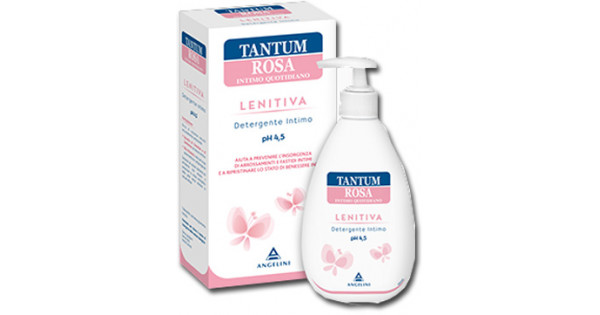 TANTUM
ROSA
INTIMO QUOTIDIANO
LENITIVA
Detergente Intimo
pH 4,5
AIUTA A PREVENIRE L'INSORGENZA
DI ARROSSAMENTI E FASTIDI INTIMI
E A RIPRISTINARE LO STATO DI BENESSERE
ANGELINI
TANTUM
ROSA
INTIMO QUOTIDIANO
LENITIVA
Detergente Intimo
pH 4,5
ANGELINI